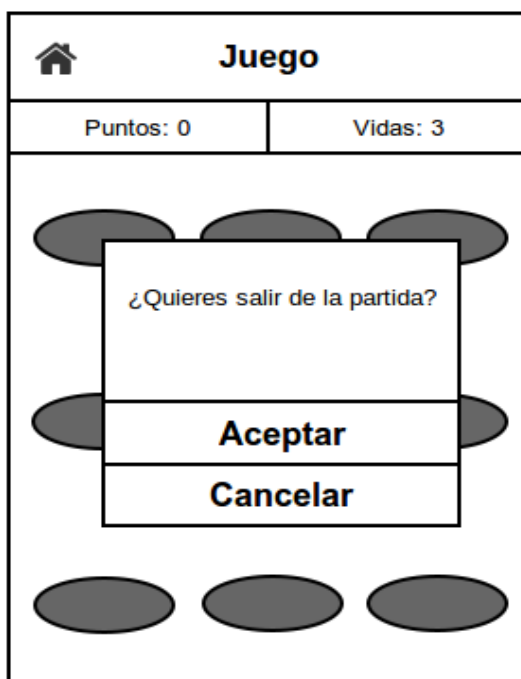 Juego
Puntos: 0
Vidas: 3
¿Quieres salir de la partida?
Aceptar
Cancelar